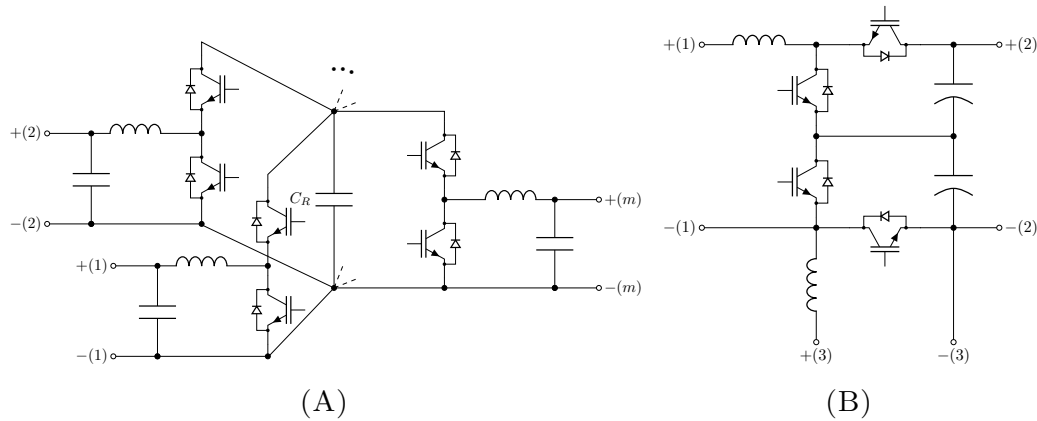 +(1)
+(2)
+(2)
C_R
+(m)
−(2)
−(1)
−(2)
+(1)
−(m)
−(1)
+(3)
−(3)
(A)
(B)